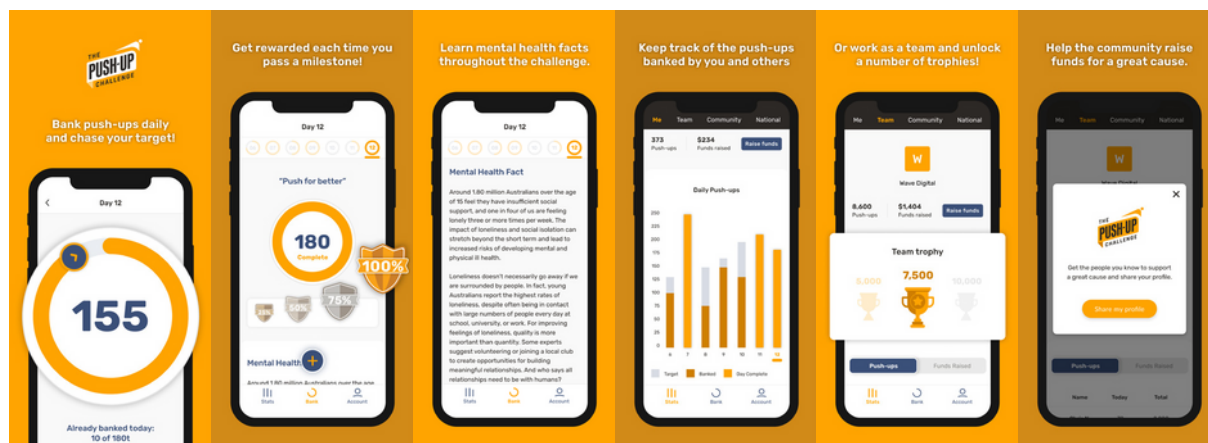 THE
PUSH-UP
CHALLENGE
Bank push-ups daily
and chase your target!
Day 12
155
Already banked today:
10 of 180t
Get rewarded each time you
pass a milestone!
Day 12
12
"Push for better"
180
Complete
100%
25%
50%
75%
Mental Health
Around 1.80 million Australians over the age
Stats
Bank
Account
Learn mental health facts
throughout the challenge.
Day 12
12
Mental Health Fact
Around 1.80 million Australians over the age
of 15 feel they have insufficient social
support, and one in four of us are feeling
lonely three or more times per week. The
impact of loneliness and social isolation can
stretch beyond the short term and lead to
increased risks of developing mental and
physical ill health.
Loneliness doesn't necessarily go away if we
are surrounded by people. In fact, young
Australians report the highest rates of
loneliness, despite often being in contact
with large numbers of people every day at
school, university, or work. For improving
feelings of loneliness, quality is more
important than quantity. Some experts
suggest volunteering or joining a local club
to create opportunities for building
meaningful relationships. And who says all
relationships need to be with humans?
Stats
Bank
Account
Keep track of the push-ups
banked by you and others
Me Team Community National
373 $234
Push-ups Funds raised Raise funds
Daily Push-ups
250
225
200
175
150
125
100
75
50
25
0
6 7 8 9 10 11 12
Target Banked Day Complete
Stats
Bank
Account
Or work as a team and unlock
a number of trophies!
Me Team Community National
W
Wave Digital
8,600 $1,404
Push-ups Funds raised Raise funds
Team trophy
5,000 7,500 10,000
Push-ups Funds Raised
Stats
Bank
Account
Help the community raise
funds for a great cause.
Me Team Community National
THE
PUSH-UP
CHALLENGE
Get the people you know to support
a great cause and share your profile.
Share my profile
Push-ups Funds Raised
Name Today Total